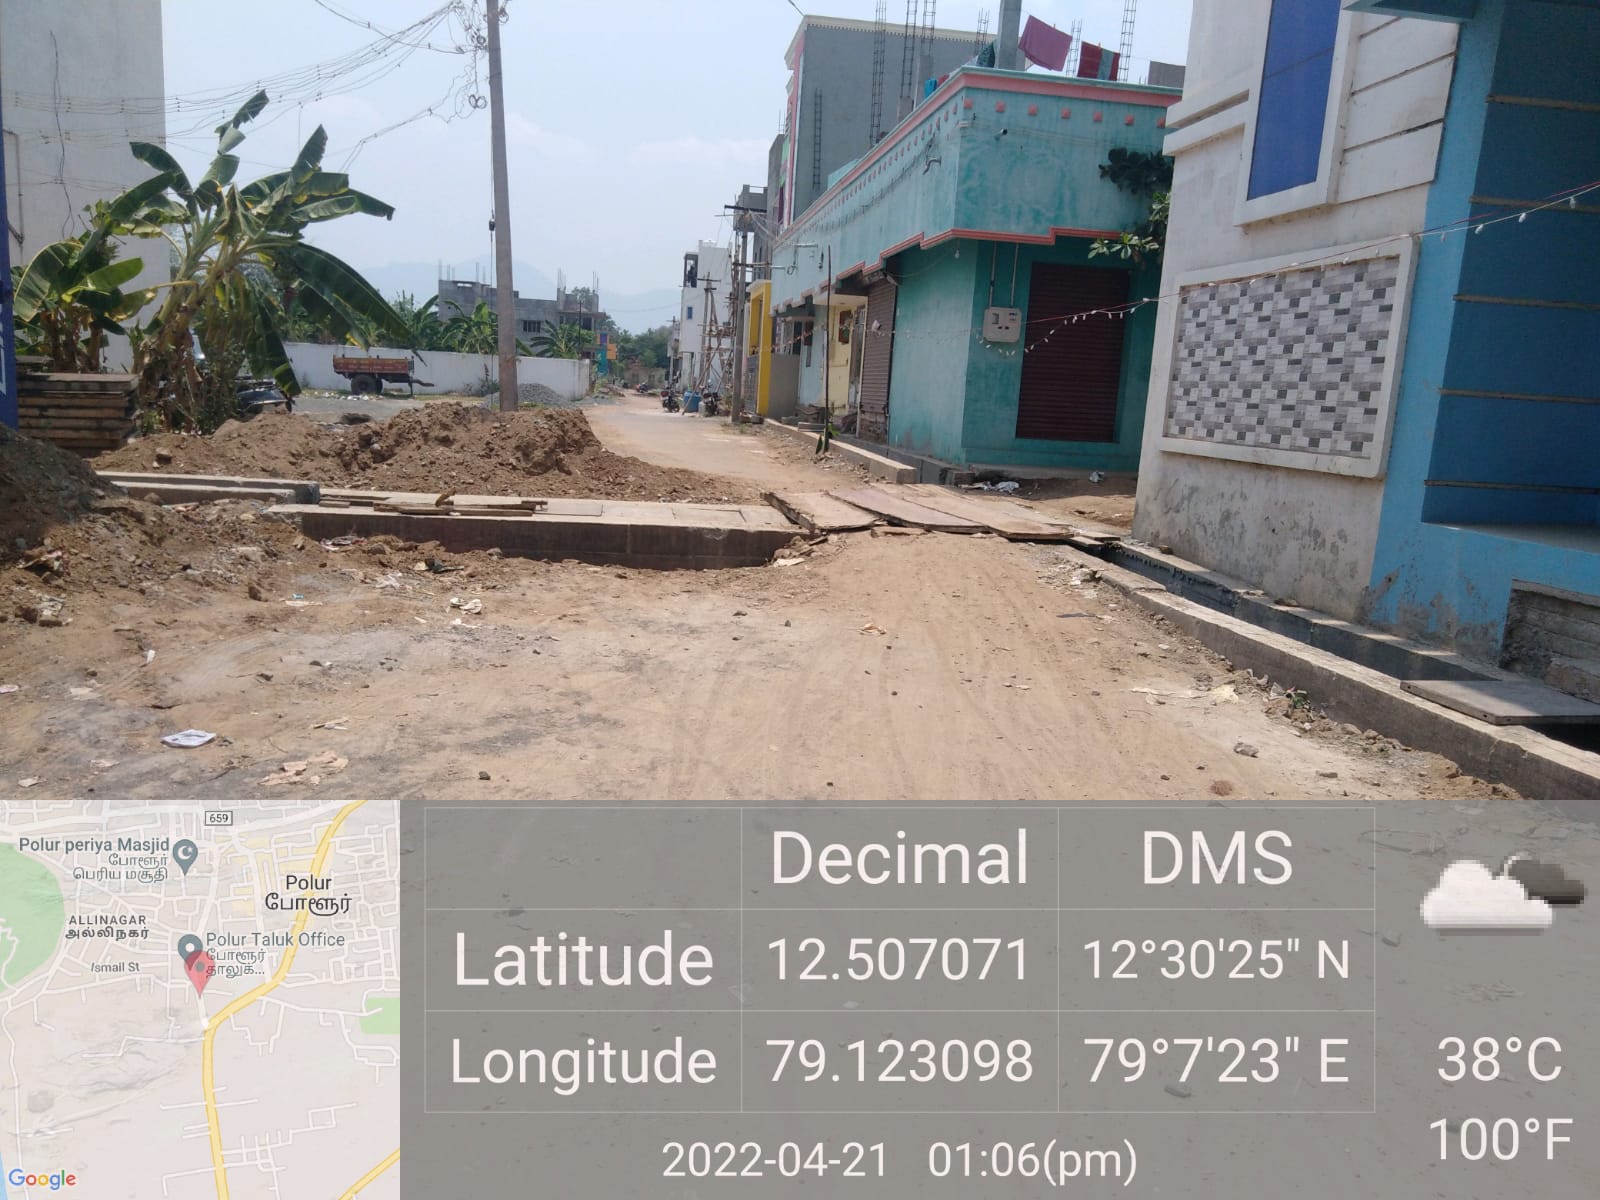 659
Polur periya Masjid
போளூர்
பெரிய மசூதி
Polur
போளூர்
ALLINAGAR
அல்லிநகர்
Polur Taluk Office
போளூர்
தாலுக்...
Ismail St
Google
Decimal DMS
Latitude 12.507071 12°30'25" N
Longitude 79.123098 79°7'23" E
2022-04-21 01:06(pm)
38°C
100°F